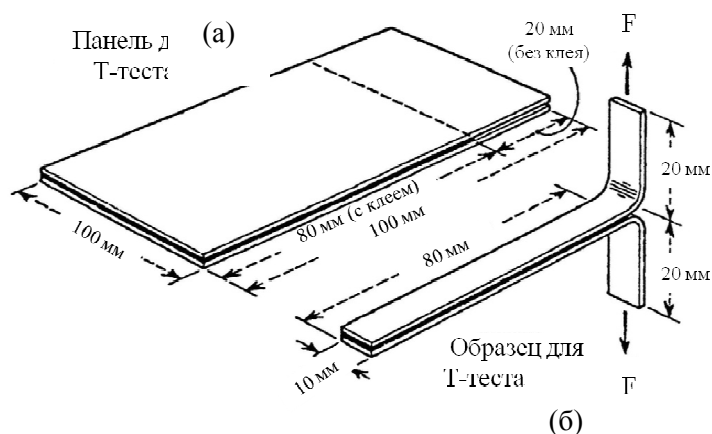 (а)
Панель д
Т-теста
20 мм
(без клея)
F
20 мм
80 мм (с клеем)
100 мм
100 мм
80 мм
20 мм
10 мм
Образец для
Т-теста
F
(б)